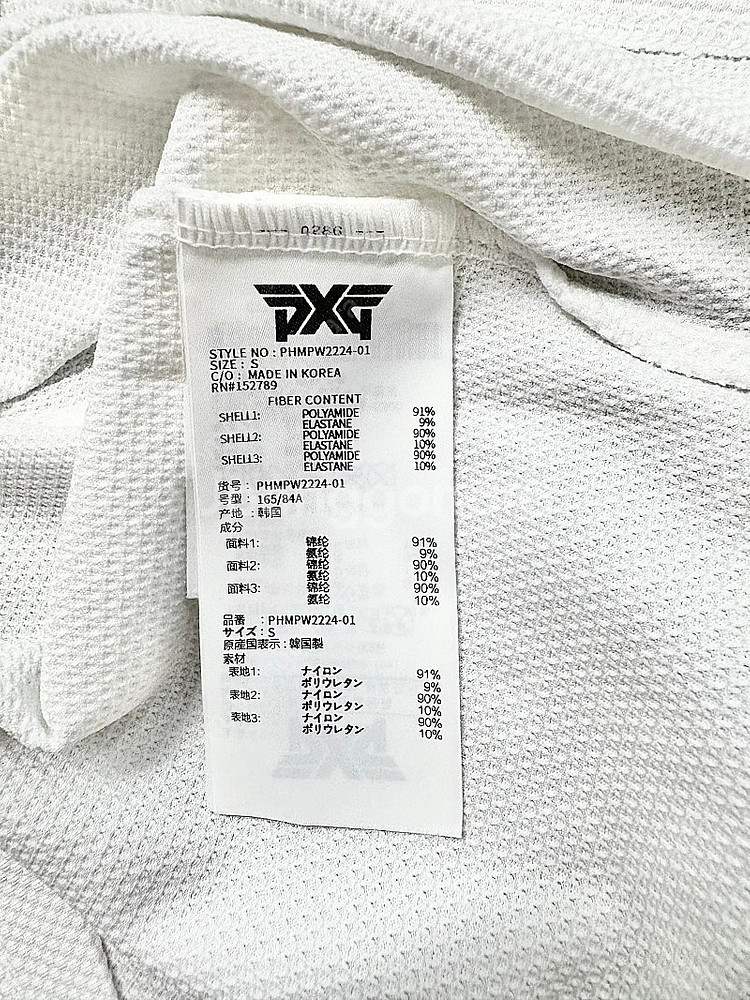 0286
PXG
STYLE NO : PHMPW2224-01
SIZE : S
C/O : MADE IN KOREA
RN#152789
FIBER CONTENT
SHELL1: POLYAMIDE 91%
ELASTANE 9%
SHELL2: POLYAMIDE 90%
ELASTANE 10%
SHELL3: POLYAMIDE 90%
ELASTANE 10%
货号 : PHMPW2224-01
号型 : 165/84A
产地 : 韩国
成分
面料1: 锦纶 91%
氨纶 9%
面料2: 锦纶 90%
氨纶 10%
面料3: 锦纶 90%
氨纶 10%
品番 : PHMPW2224-01
サイズ : S
原産国表示 : 韓国製
素材
表地1: ナイロン 91%
ポリウレタン 9%
表地2: ナイロン 90%
ポリウレタン 10%
表地3: ナイロン 90%
ポリウレタン 10%